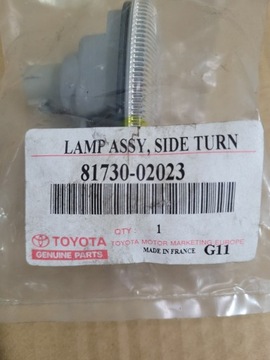 LAMP ASSY, SIDE TURN
81730-02023
QTY : 1
TOYOTA
GENUINE PARTS
TOYOTA MOTOR MARKETING EUROPE
MADE IN FRANCE G11